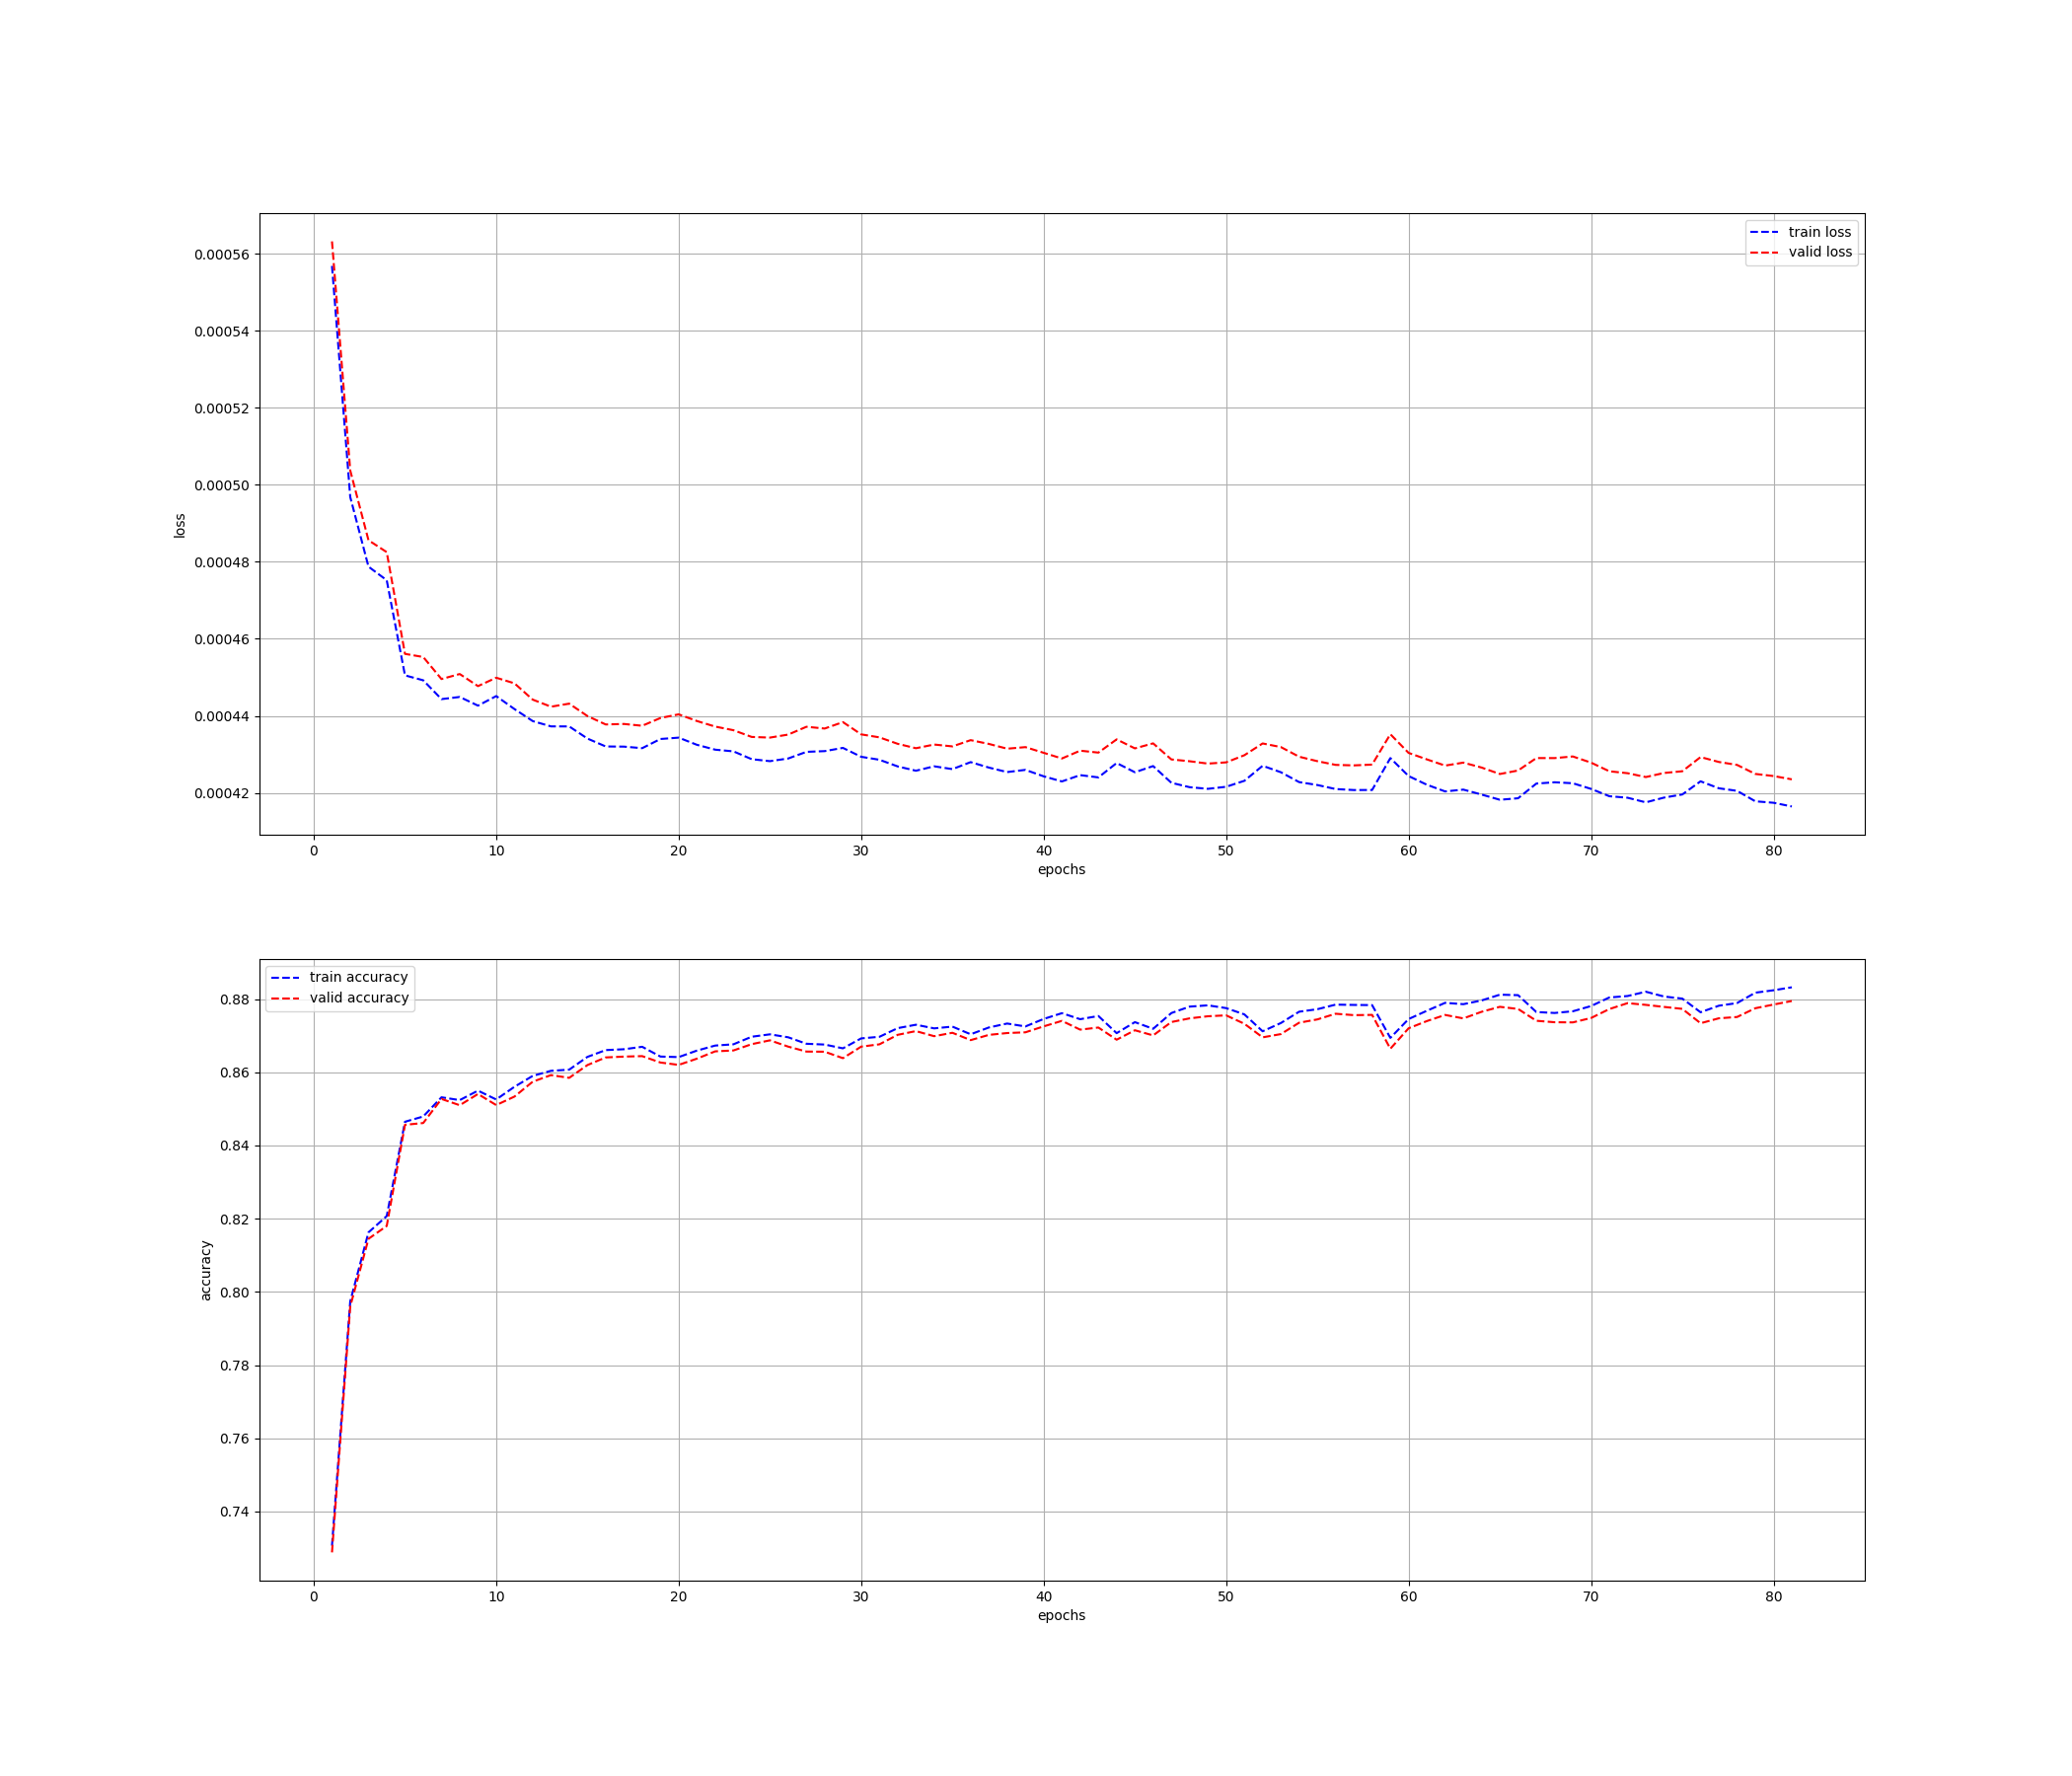 train loss
valid loss
0.00056
0.00054
0.00052
0.00050
0.00048
0.00046
0.00044
0.00042
loss
0 10 20 30 40 50 60 70 80
epochs
train accuracy
valid accuracy
0.88
0.86
0.84
0.82
0.80
0.78
0.76
0.74
accuracy
0 10 20 30 40 50 60 70 80
epochs